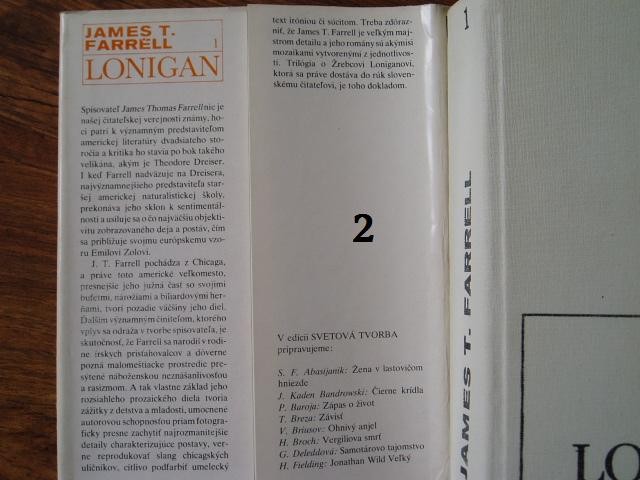 JAMES T.
FARRELL 1
LONIGAN
Spisovateľ James Thomas Farrell nie je
našej čitateľskej verejnosti známy, ho-
ci patrí k významným predstaviteľom
americkej literatúry dvadsiateho sto-
ročia a kritika ho stavia po bok takého
velikána, akým je Theodore Dreiser.
I keď Farrell nadväzuje na Dreisera,
najvýznamnejšieho predstaviteľa star-
šej americkej naturalistickej školy,
prekonáva jeho sklon k sentimentál-
nosti a usiluje sa o čo najväčšiu objekti-
vitu zobrazovaného deja a postáv, čím
sa približuje svojmu európskemu vzo-
ru Emilovi Zolovi.
J. T. Farrell pochádza z Chicaga,
a práve toto americké veľkomesto,
presnejšie jeho južná časť so svojimi
bufetmi, nárožiami a biliardovými her-
ňami, tvorí pozadie väčšiny jeho diel.
Ďalším významným činiteľom, ktorého
vplyv sa odráža v tvorbe spisovateľa, je
skutočnosť, že Farrell sa narodil v rodi-
ne írskych prisťahovalcov a dôverne
pozná malomeštiacke prostredie pre-
sýtené náboženskou neznášanlivosťou
a rasizmom. A tak vlastne základ jeho
rozsiahleho prozaického diela tvoria
zážitky z detstva a mladosti, umocnené
autorovou schopnosťou priam fotogra-
ficky presne zachytiť najrozmanitejšie
detaily charakterizujúce postavy, ver-
ne reprodukovať slang chicagských
uličníkov, citlivo podfarbiť umelecký
text iróniou či súcitom. Treba zdôraz-
niť, že James T. Farrell je veľkým maj-
strom detailu a jeho romány sú akýmisi
mozaikami vytvorenými z jednotlivos-
tí. Trilógia o Žrebcovi Loniganovi,
ktorá sa práve dostáva do rúk sloven-
skému čitateľovi, je toho dokladom.
2
V edícii SVETOVÁ TVORBA
pripravujeme:
S. F. Abasijanik: Žena v lastovičom
hniezde
J. Kaden Bandrowski: Čierne krídla
P. Baroja: Zápas o život
T. Breza: Závisť
V. Briusov: Ohnivý anjel
H. Broch: Vergíliova smrť
G. Deleddová: Samotárovo tajomstvo
H. Fielding: Jonathan Wild Veľký
1
JAMES T. FARRELL
LO